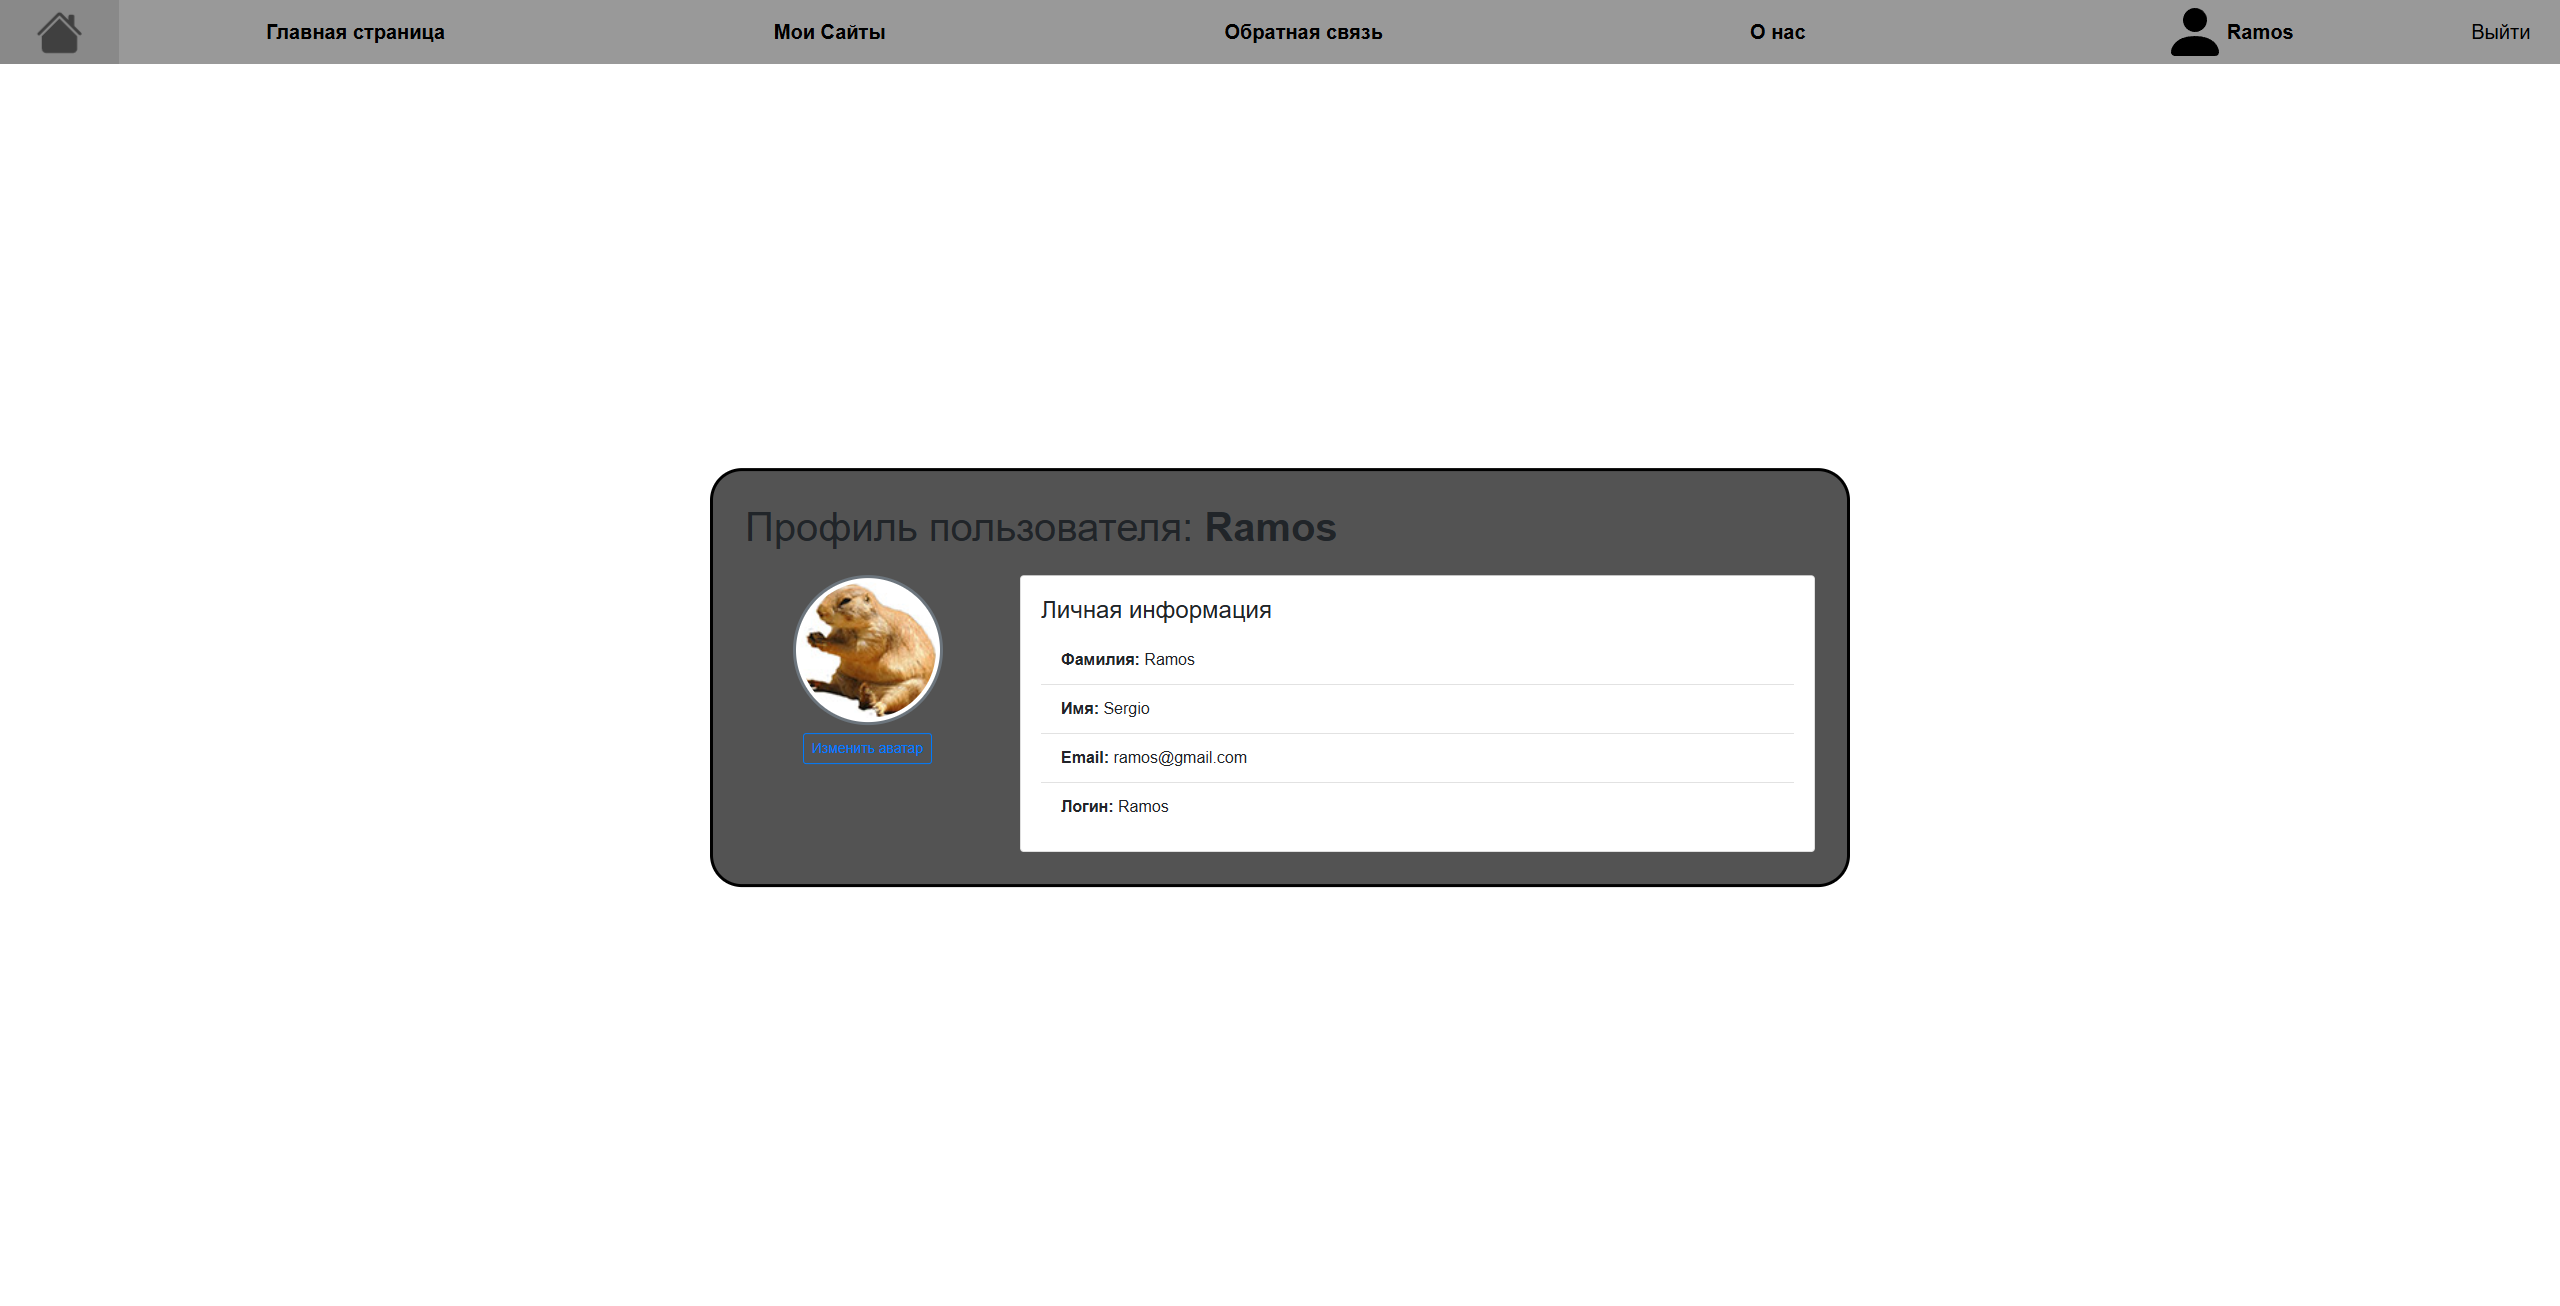 Главная страница Мои Сайты Обратная связь О нас Ramos Выйти
Профиль пользователя: Ramos
Изменить аватар
Личная информация
Фамилия: Ramos
Имя: Sergio
Email: ramos@gmail.com
Логин: Ramos